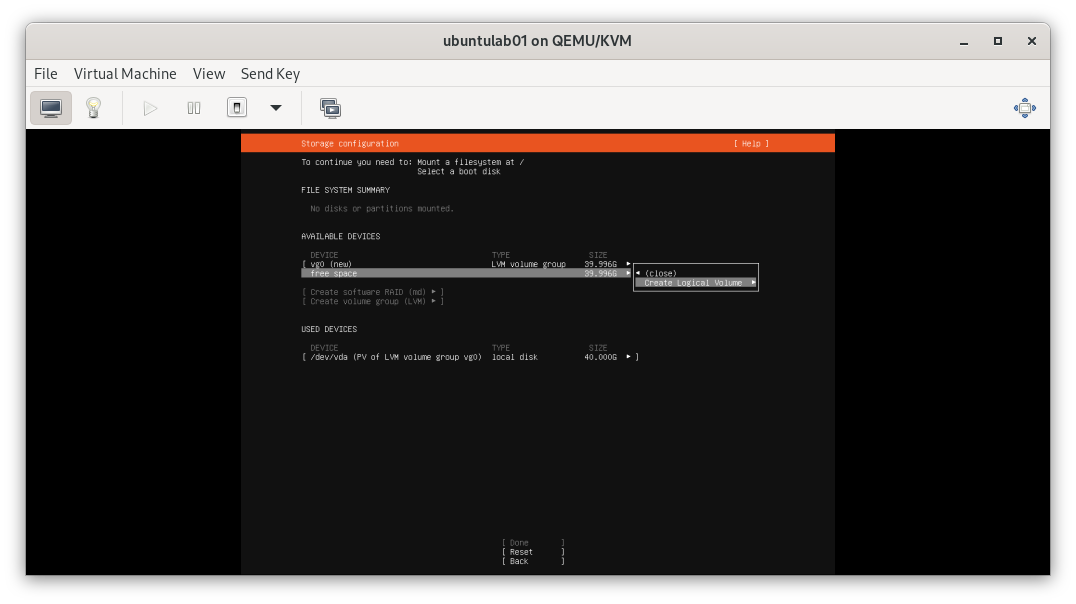 ubuntulab01 on QEMU/KVM
File Virtual Machine View Send Key
Storage configuration [ Help ]
To continue you need to: Mount a filesystem at /
Select a boot disk
FILE SYSTEM SUMMARY
No disks or partitions mounted.
AVAILABLE DEVICES
DEVICE TYPE SIZE
[ vg0 (new) LVM volume group 39.996G ▸
free space 39.996G ▸ ◂ (close)
Create Logical Volume ▸
[ Create software RAID (md) ▸ ]
[ Create volume group (LVM) ▸ ]
USED DEVICES
DEVICE TYPE SIZE
[ /dev/vda (PV of LVM volume group vg0) local disk 40.000G ▸ ]
[ Done ]
[ Reset ]
[ Back ]